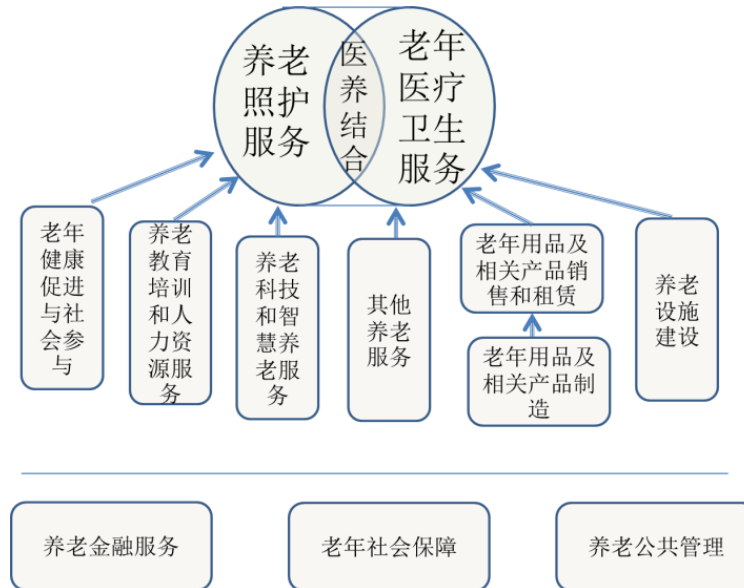 养老
照护
服务
医
养
结
合
老年
医疗
卫生
服务
老年
健康
促进
与社
会参
与
养老
教育
培训
和人
力资
源服
务
养老
科技
和智
慧养
老服
务
其他
养老
服务
老年用品及
相关产品销
售和租赁
老年用品及
相关产品制
造
养老
设施
建设
养老金融服务
老年社会保障
养老公共管理